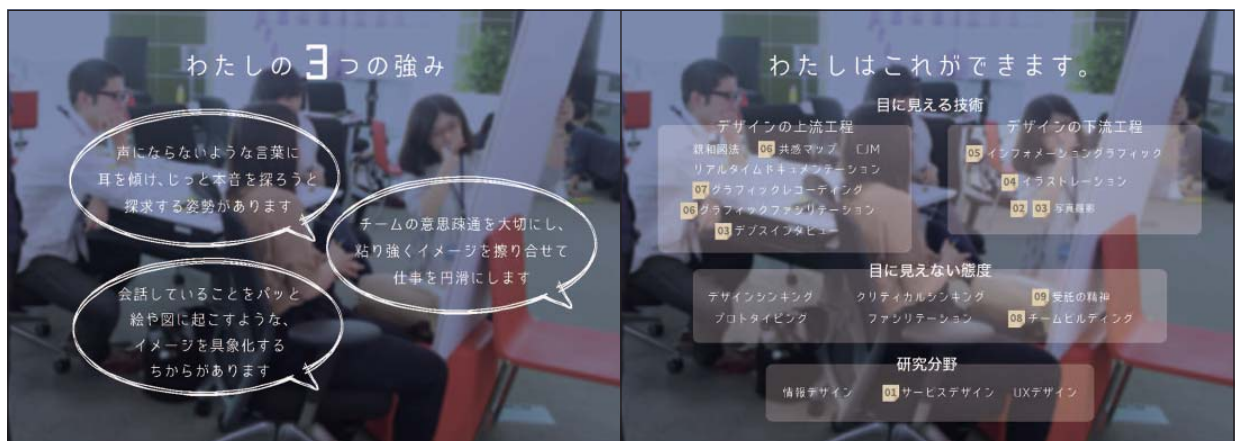 わたしの3つの強み
声にならないような言葉に
耳を傾け、じっと本音を探ろうと
探求する姿勢があります
チームの意思疎通を大切にし、
粘り強くイメージを擦り合せて
仕事を円滑にします
会話していることをパッと
絵や図に起こすような、
イメージを具象化する
ちからがあります
わたしはこれができます。
目に見える技術
デザインの上流工程
親和図法 06 共感マップ CJM
リアルタイムドキュメンテーション
07 グラフィックレコーディング
06 グラフィックファシリテーション
03 デプスインタビュー
デザインの下流工程
05 インフォメーショングラフィック
04 イラストレーション
02 03 写真撮影
目に見えない態度
デザインシンキング クリティカルシンキング 09 受託の精神
プロトタイピング ファシリテーション 08 チームビルディング
研究分野
情報デザイン 01 サービスデザイン UXデザイン